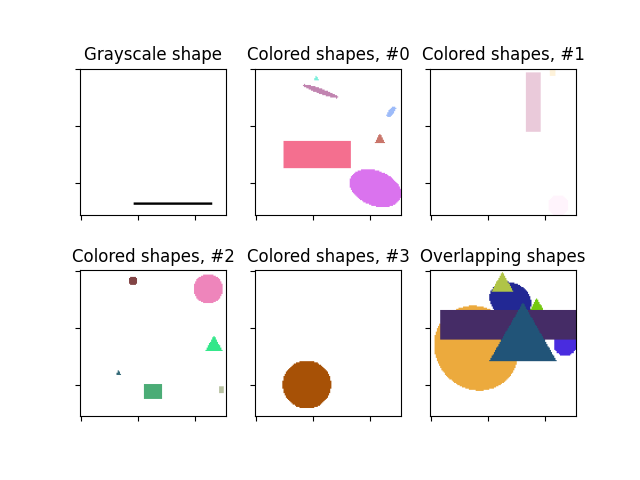 Grayscale shape
Colored shapes, #0
Colored shapes, #1
Colored shapes, #2
Colored shapes, #3
Overlapping shapes